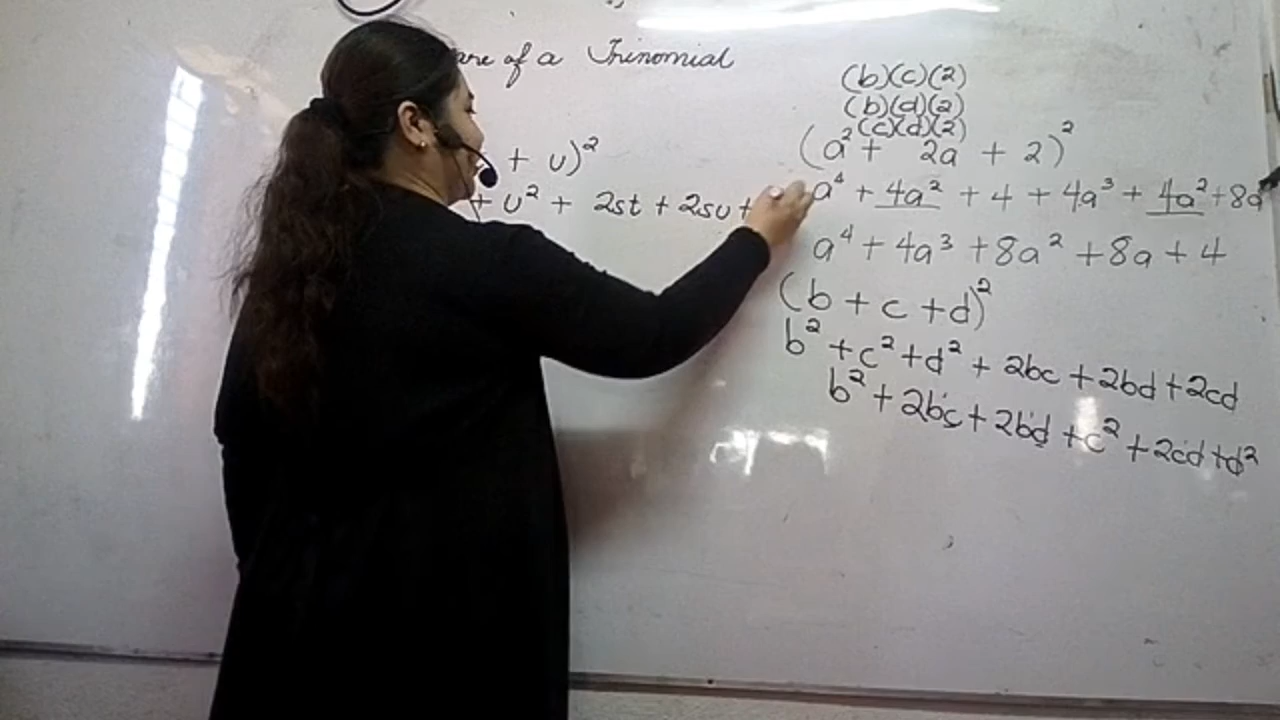 of a Trinomial
+ u)²
+ u² + 2st + 2su +
(b)(c)(2)
(b)(d)(2)
(c)(d)(2)
(a² + 2a + 2)²
a⁴ + 4a² + 4 + 4a³ + 4a² + 8a
a⁴ + 4a³ + 8a² + 8a + 4
(b + c + d)²
b² + c² + d² + 2bc + 2bd + 2cd
b² + 2bc + 2bd + c² + 2cd + d²